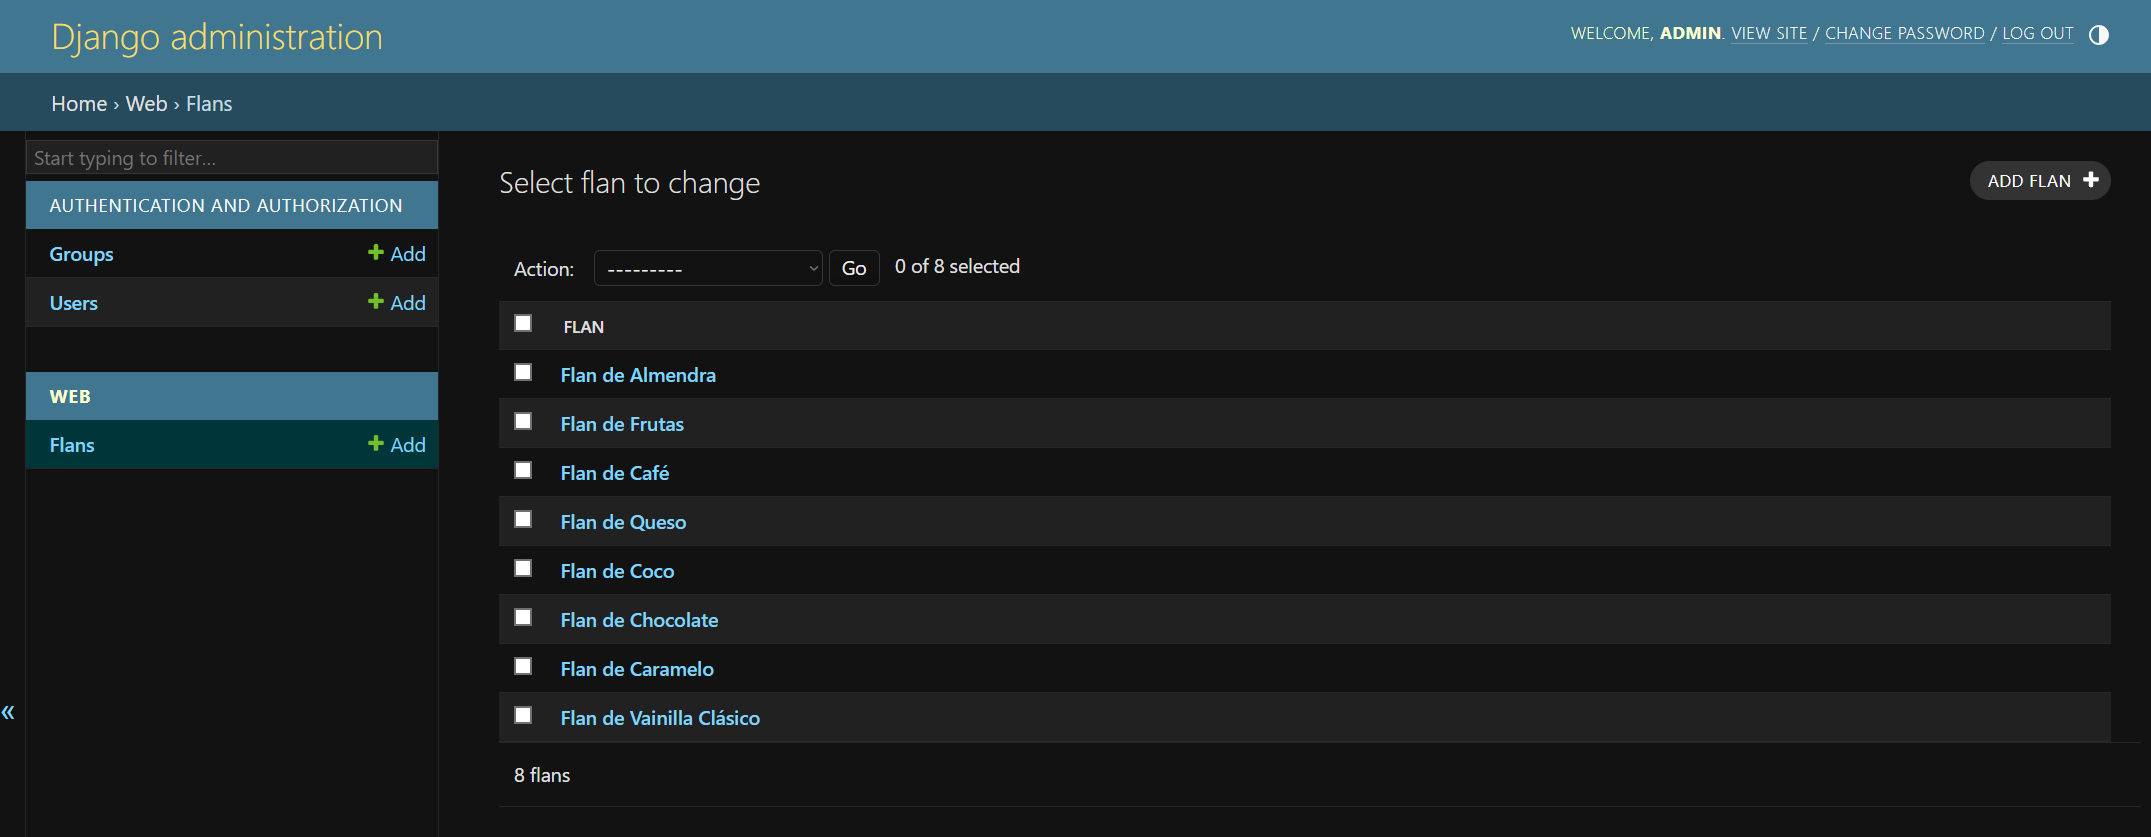 Django administration
WELCOME, ADMIN. VIEW SITE / CHANGE PASSWORD / LOG OUT
Home › Web › Flans
Start typing to filter...
AUTHENTICATION AND AUTHORIZATION
Groups + Add
Users + Add
WEB
Flans + Add
«
Select flan to change
ADD FLAN +
Action: --------- Go 0 of 8 selected
FLAN
Flan de Almendra
Flan de Frutas
Flan de Café
Flan de Queso
Flan de Coco
Flan de Chocolate
Flan de Caramelo
Flan de Vainilla Clásico
8 flans